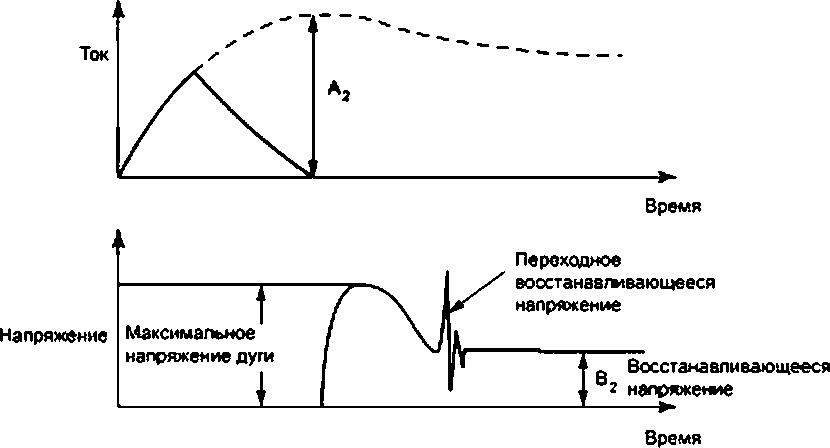 Ток
A2
Время
Переходное
восстанавливающееся
напряжение
Напряжение
Максимальное
напряжение дуги
B2
Восстанавливающееся
напряжение
Время